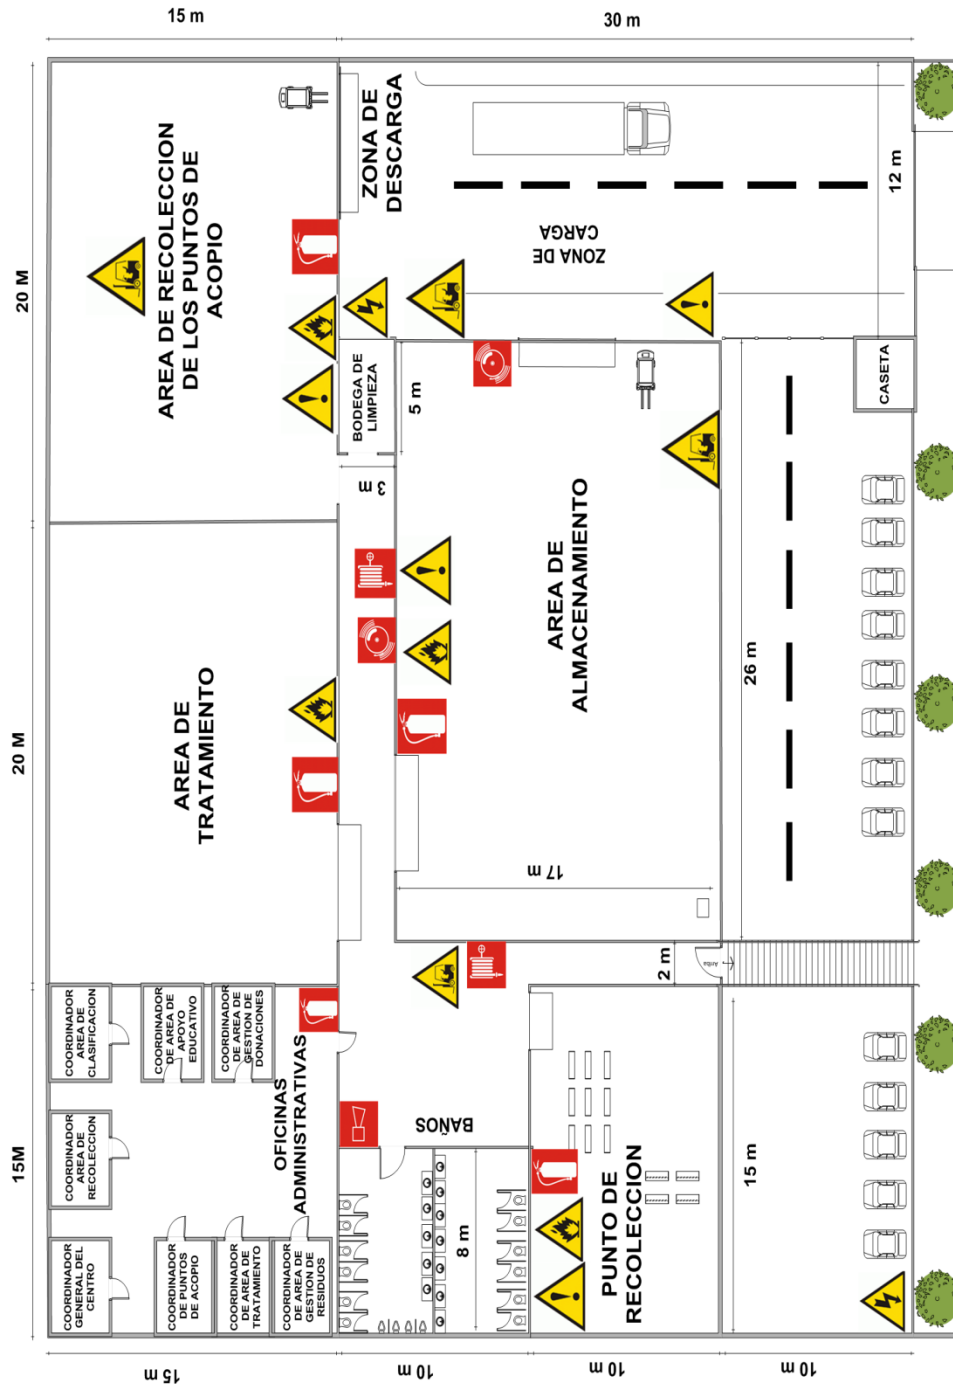 15 m
30 m
20 M
20 M
15M
AREA DE RECOLECCION
DE LOS PUNTOS DE
ACOPIO
ZONA DE
DESCARGA
ZONA DE
CARGA
12 m
BODEGA DE
LIMPIEZA
5 m
3 m
CASETA
AREA DE
TRATAMIENTO
AREA DE
ALMACENAMIENTO
26 m
17 m
2 m
Arriba
COORDINADOR
AREA DE
CLASIFICACION
COORDINADOR
DE AREA DE
APOYO
EDUCATIVO
COORDINADOR
DE AREA DE
GESTION DE
DONACIONES
COORDINADOR
AREA DE
RECOLECCION
OFICINAS
ADMINISTRATIVAS
COORDINADOR
GENERAL DEL
CENTRO
COORDINADOR
DE PUNTOS
DE ACOPIO
COORDINADOR
DE AREA DE
TRATAMIENTO
COORDINADOR
DE AREA DE
GESTION DE
RESIDUOS
BAÑOS
8 m
PUNTO DE
RECOLECCION
15 m
15 m
10 m
10 m
10 m